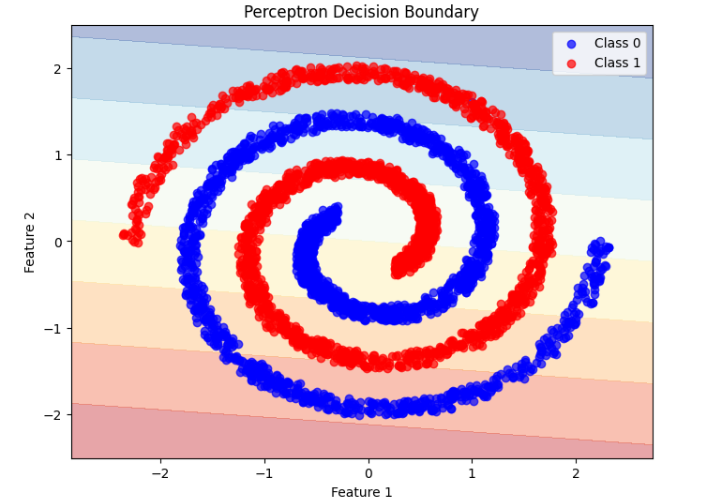 Perceptron Decision Boundary
Class 0
Class 1
2
1
0
−1
−2
Feature 2
−2
−1
0
1
2
Feature 1